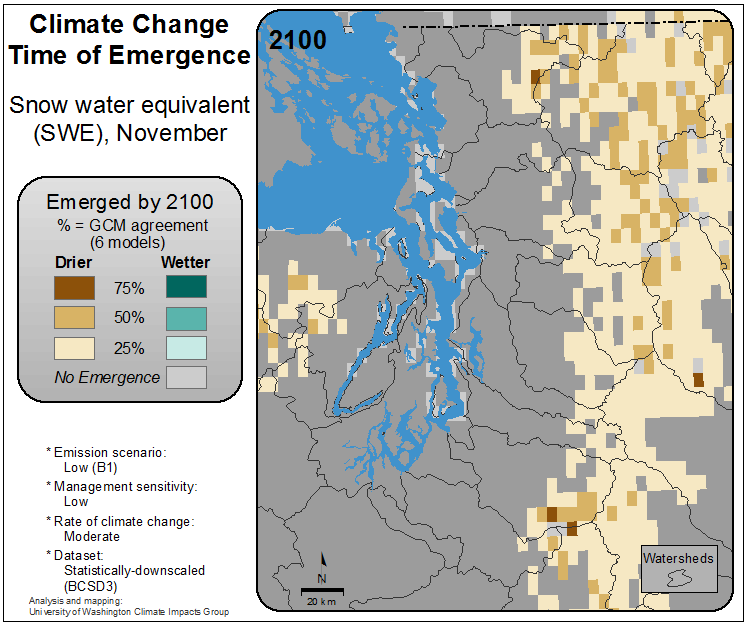 Climate Change
Time of Emergence
Snow water equivalent
(SWE), November
Emerged by 2100
% = GCM agreement
(6 models)
Drier
Wetter
75%
50%
25%
No Emergence
* Emission scenario:
Low (B1)
* Management sensitivity:
Low
* Rate of climate change:
Moderate
* Dataset:
Statistically-downscaled
(BCSD3)
Analysis and mapping:
University of Washington Climate Impacts Group
2100
N
20 km
Watersheds